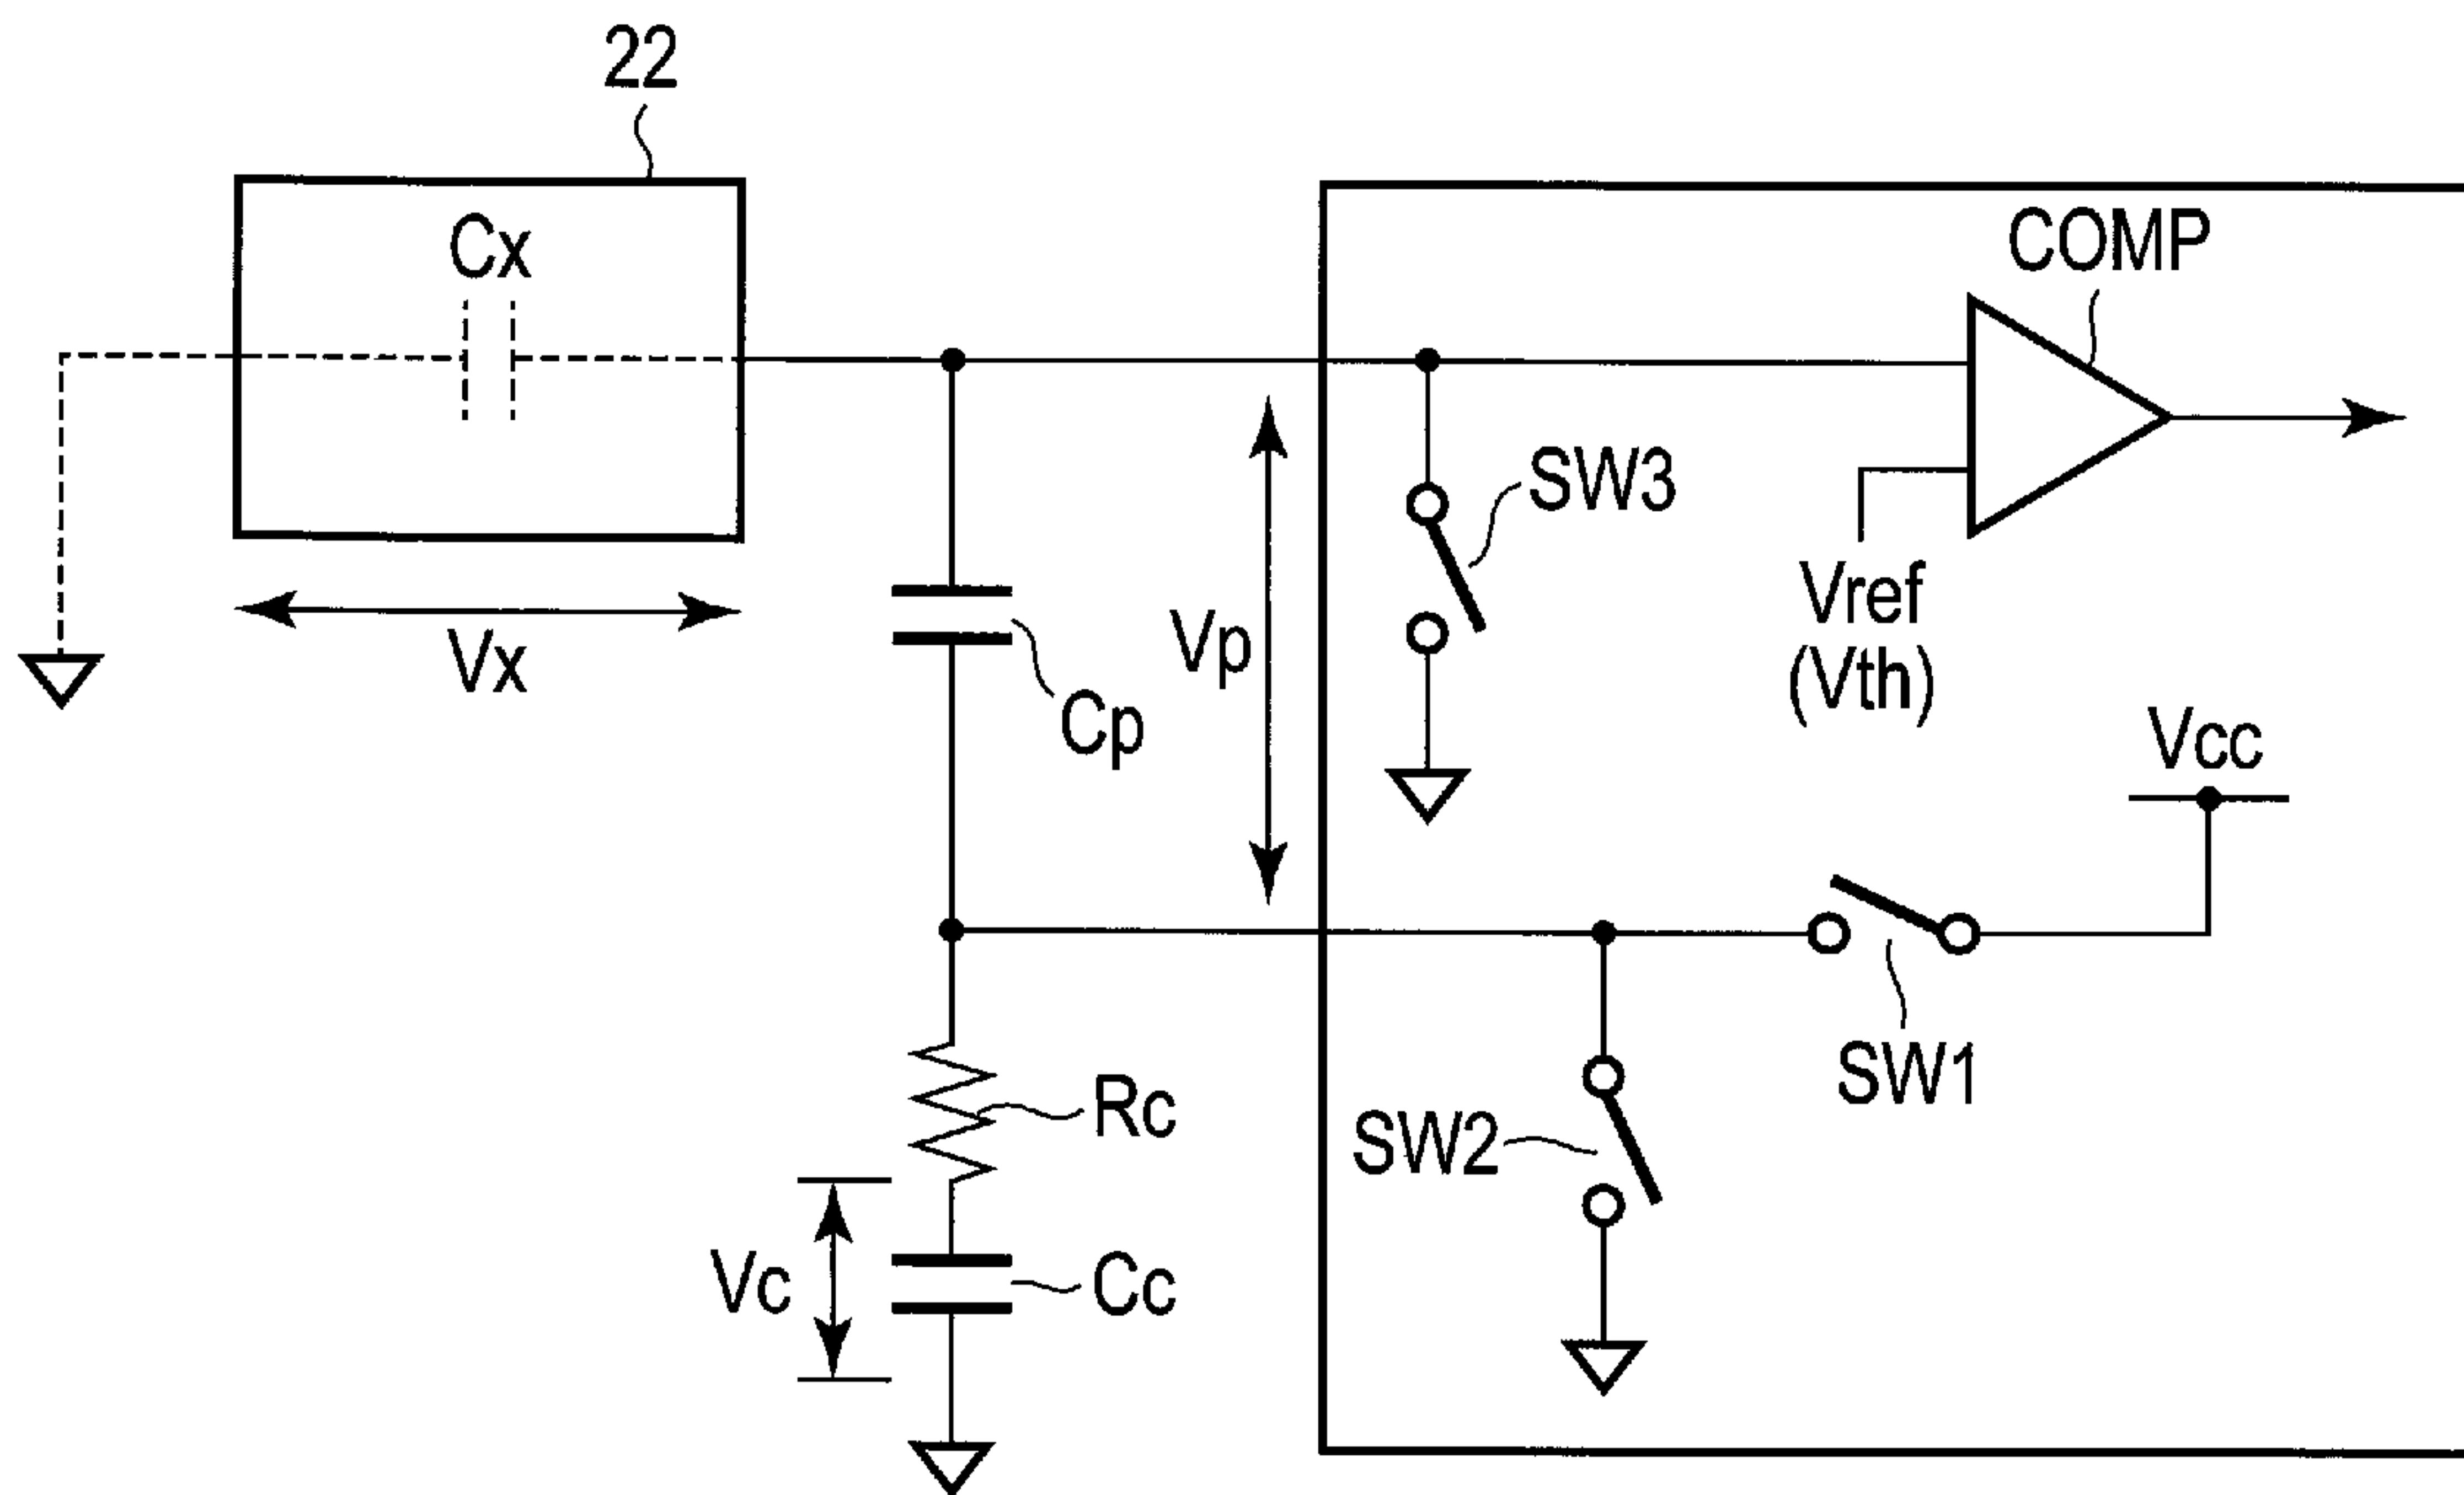 22
Cx
COMP
SW3
Vx
Vp
Vref
(Vth)
Cp
Vcc
SW1
Rc
SW2
Vc
Cc